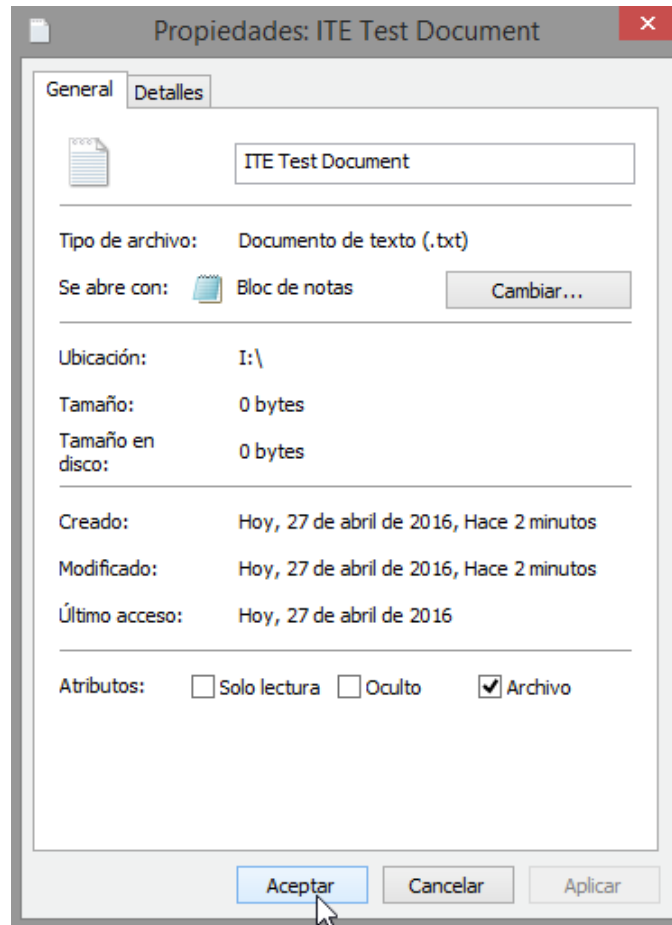 Propiedades: ITE Test Document
General Detalles
ITE Test Document
Tipo de archivo: Documento de texto (.txt)
Se abre con: Bloc de notas Cambiar...
Ubicación: I:\
Tamaño: 0 bytes
Tamaño en
disco: 0 bytes
Creado: Hoy, 27 de abril de 2016, Hace 2 minutos
Modificado: Hoy, 27 de abril de 2016, Hace 2 minutos
Último acceso: Hoy, 27 de abril de 2016
Atributos: Solo lectura Oculto Archivo
Aceptar Cancelar Aplicar